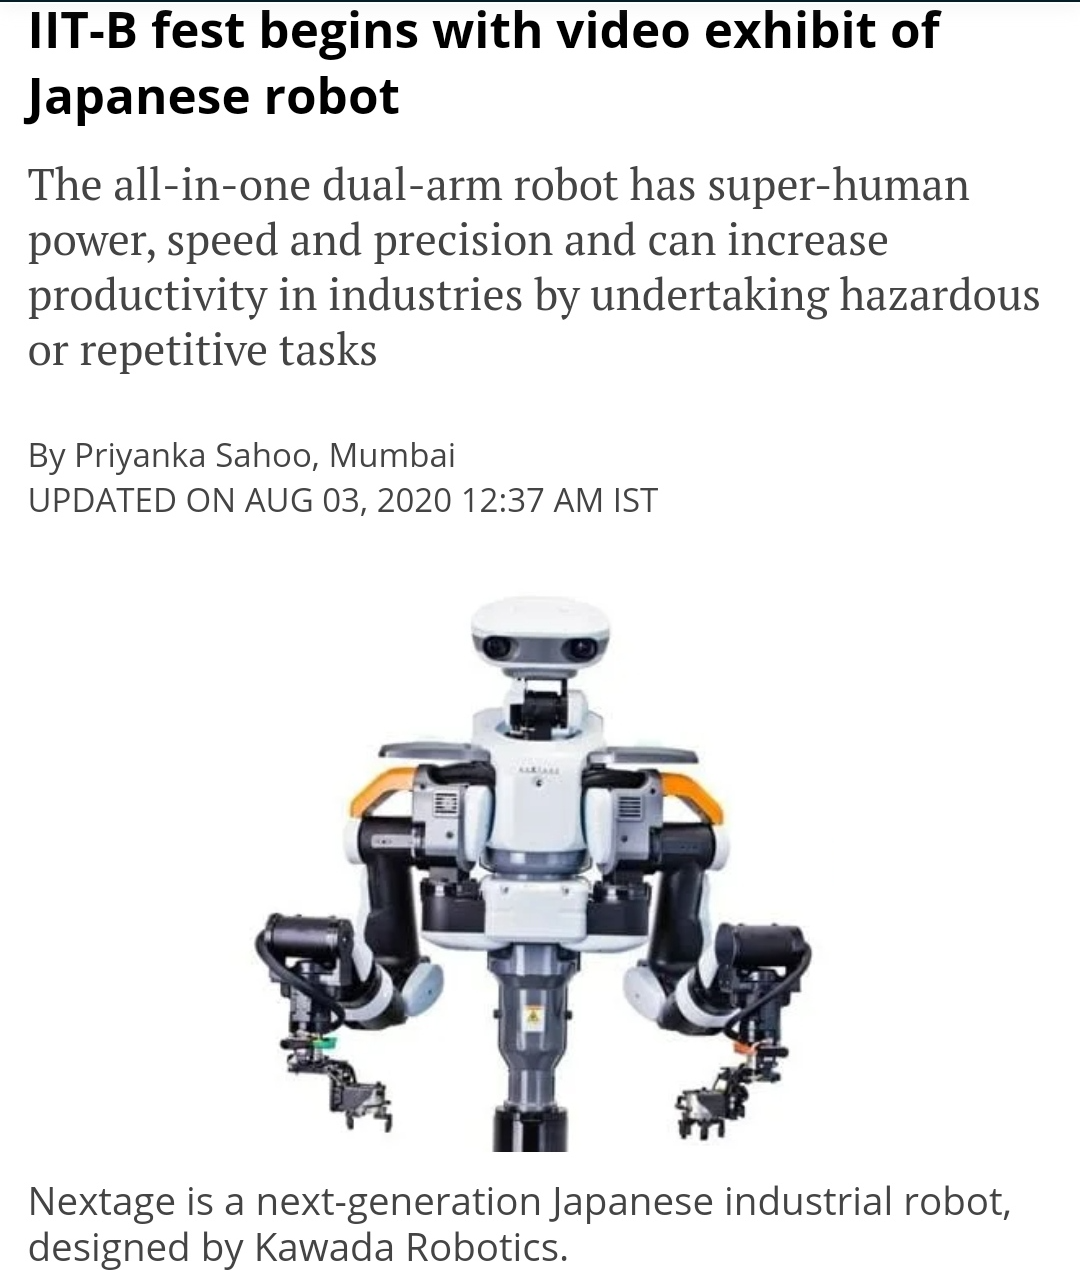 IIT-B fest begins with video exhibit of
Japanese robot
The all-in-one dual-arm robot has super-human
power, speed and precision and can increase
productivity in industries by undertaking hazardous
or repetitive tasks
By Priyanka Sahoo, Mumbai
UPDATED ON AUG 03, 2020 12:37 AM IST
Nextage is a next-generation Japanese industrial robot,
designed by Kawada Robotics.